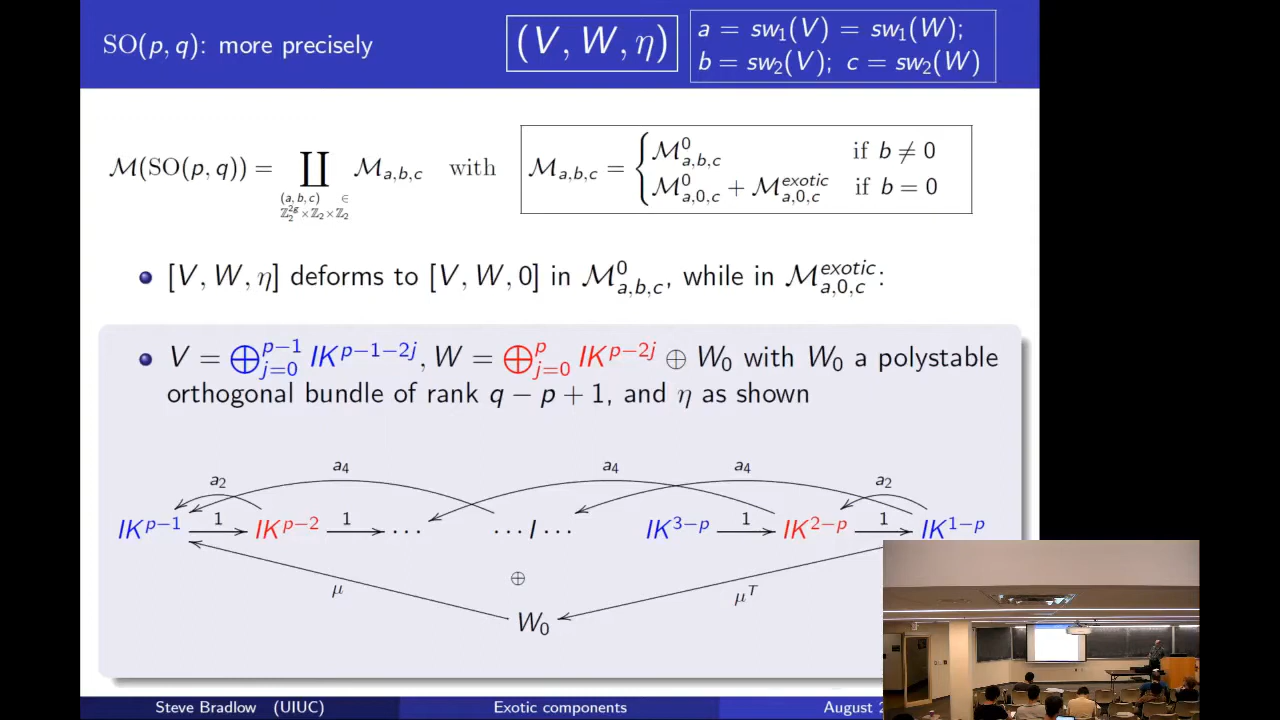 SO(p, q): more precisely
(V, W, η)
a = sw₁(V) = sw₁(W);
b = sw₂(V); c = sw₂(W)
M(SO(p, q)) = ∐ M_{a,b,c} with
(a, b, c) ∈
ℤ₂^{2g} × ℤ₂ × ℤ₂
M_{a,b,c} = { M⁰_{a,b,c} if b ≠ 0
M⁰_{a,0,c} + M^{exotic}_{a,0,c} if b = 0
[V, W, η] deforms to [V, W, 0] in M⁰_{a,b,c}, while in M^{exotic}_{a,0,c}:
V = ⊕_{j=0}^{p−1} IK^{p−1−2j}, W = ⊕_{j=0}^{p} IK^{p−2j} ⊕ W₀ with W₀ a polystable
orthogonal bundle of rank q − p + 1, and η as shown
a₄ a₄ a₄
a₂ a₂
IK^{p−1} 1 IK^{p−2} 1 ··· ···I··· IK^{3−p} 1 IK^{2−p} 1 IK^{1−p}
⊕
μ μ^T
W₀
Steve Bradlow (UIUC) Exotic components August